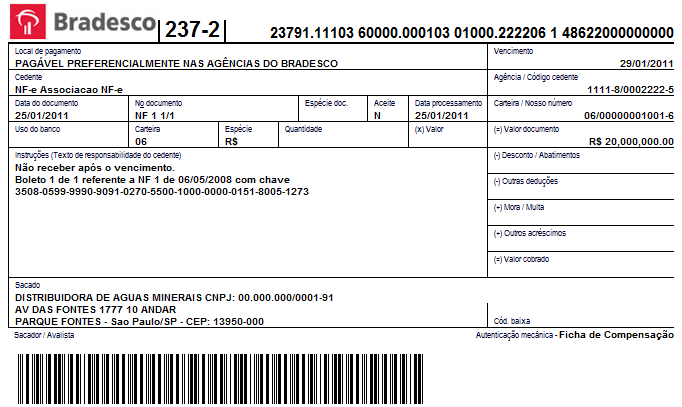 Bradesco 237-2 23791.11103 60000.000103 01000.222206 1 48622000000000
Local de pagamento Vencimento
PAGÁVEL PREFERENCIALMENTE NAS AGÊNCIAS DO BRADESCO 29/01/2011
Cedente Agência / Código cedente
NF-e Associacao NF-e 1111-8/0002222-5
Data do documento Ng documento Espécie doc. Aceite Data processamento Carteira / Nosso número
25/01/2011 NF 1 1/1 N 25/01/2011 06/00000001001-6
Uso do banco Carteira Espécie Quantidade (x) Valor (=) Valor documento
06 R$ R$ 20,000,000.00
Instruções (Texto de responsabilidade do cedente) (-) Desconto / Abatimentos
Não receber após o vencimento.
Boleto 1 de 1 referente a NF 1 de 06/05/2008 com chave
3508-0599-9990-9091-0270-5500-1000-0000-0151-8005-1273
(-) Outras deduções
(+) Mora / Multa
(+) Outros acréscimos
(=) Valor cobrado
Sacado
DISTRIBUIDORA DE AGUAS MINERAIS CNPJ: 00.000.000/0001-91
AV DAS FONTES 1777 10 ANDAR
PARQUE FONTES - Sao Paulo/SP - CEP: 13950-000 Cód. baixa
Sacador / Avalista Autenticação mecânica - Ficha de Compensação